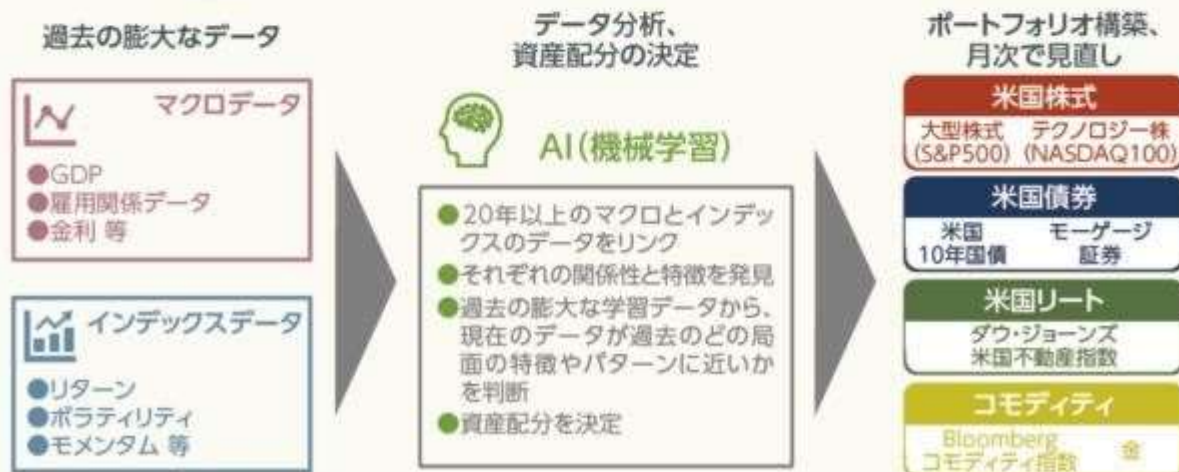 過去の膨大なデータ
マクロデータ
●GDP
●雇用関係データ
●金利 等
インデックスデータ
●リターン
●ボラティリティ
●モメンタム 等
データ分析、
資産配分の決定
AI(機械学習)
●20年以上のマクロとインデ
ックスのデータをリンク
●それぞれの関係性と特徴を発見
●過去の膨大な学習データから、
現在のデータが過去のどの局
面の特徴やパターンに近いか
を判断
●資産配分を決定
ポートフォリオ構築、
月次で見直し
米国株式
大型株式 テクノロジー株
(S&P500) (NASDAQ100)
米国債券
米国 モーゲージ
10年国債 証券
米国リート
ダウ・ジョーンズ
米国不動産指数
コモディティ
Bloomberg 金
コモディティ指数